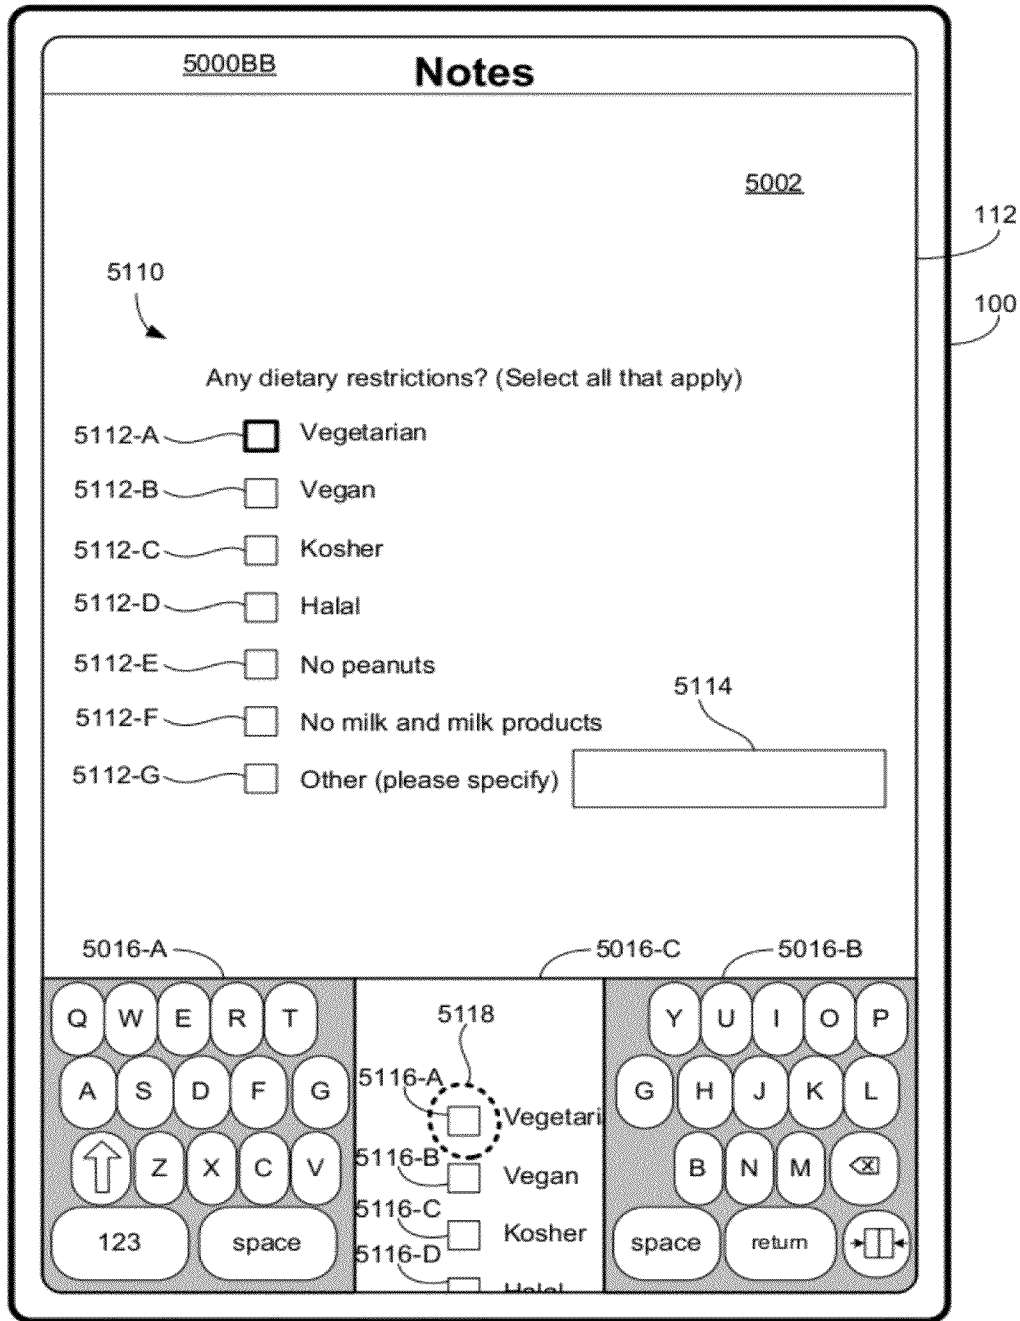 5000BB Notes
5002
112
5110
100
Any dietary restrictions? (Select all that apply)
5112-A Vegetarian
5112-B Vegan
5112-C Kosher
5112-D Halal
5112-E No peanuts
5114
5112-F No milk and milk products
5112-G Other (please specify)
5016-A 5016-C 5016-B
Q W E R T
5118
Y U I O P
5116-A
A S D F G
Vegetari
G H J K L
5116-B
Z X C V
Vegan
B N M
5116-C
Kosher
123 space
5116-D
Halal
space return